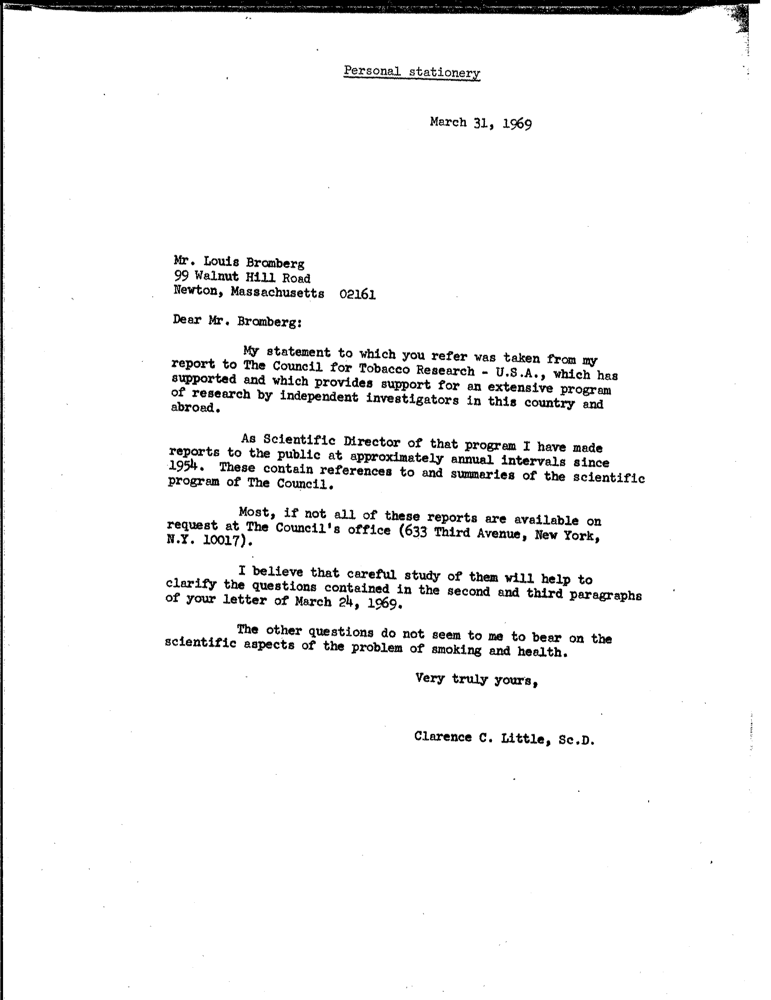 Personal stationery
March 31, 1969
Mr. Louis Bromberg
99 Walnut Hill Road
Newton, Massachusetts 02161
Dear Mr. Bromberg:
My statement to which you refer was taken from my
report to The Council for Tobacco Research - U.S.A., which has
supported and which provides support for an extensive program
of research by independent investigators in this country and
abroad.
As Scientific Director of that program I have made
reports to the public at approximately annual intervals since
1954. These contain references to and summaries of the scientific
program of The Council.
Most, if not all of these reports are available on
request at The Council's office (633 Third Avenue, New York,
N.Y. 10017).
I believe that careful study of them will help to
clarify the questions contained in the second and third paragraphs
of your letter of March 24, 1969.
The other questions do not seem to me to bear on the
scientific aspects of the problem of smoking and health.
Very truly yours,
Clarence C. Little, Sc.D.